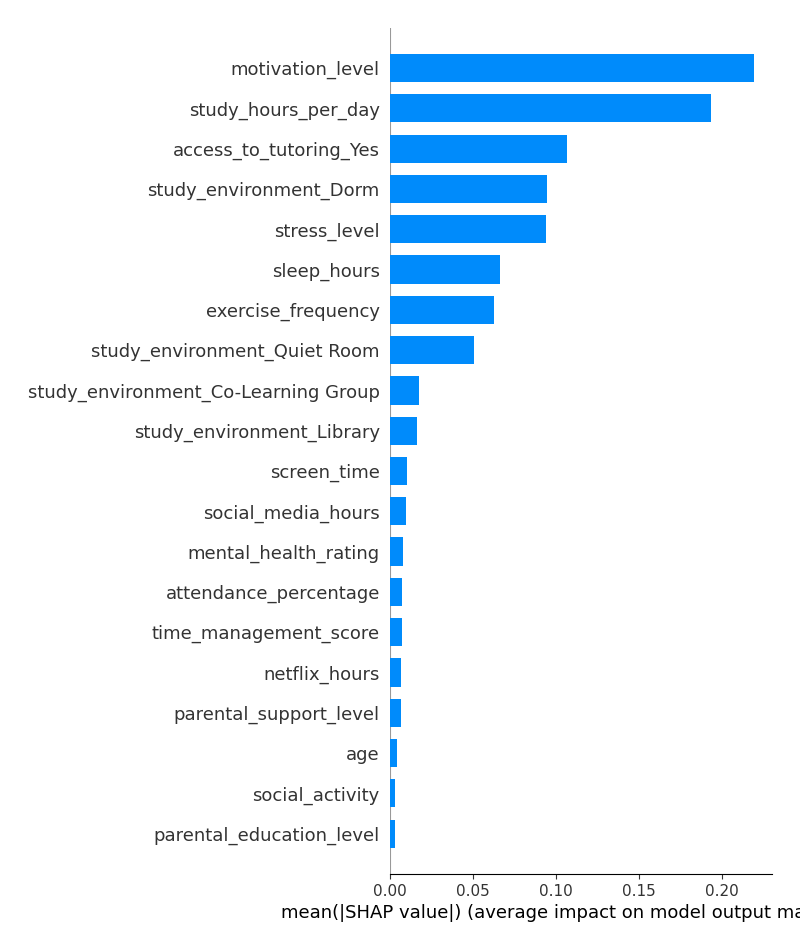 motivation_level
study_hours_per_day
access_to_tutoring_Yes
study_environment_Dorm
stress_level
sleep_hours
exercise_frequency
study_environment_Quiet Room
study_environment_Co-Learning Group
study_environment_Library
screen_time
social_media_hours
mental_health_rating
attendance_percentage
time_management_score
netflix_hours
parental_support_level
age
social_activity
parental_education_level
0.00 0.05 0.10 0.15 0.20
mean(|SHAP value|) (average impact on model output ma